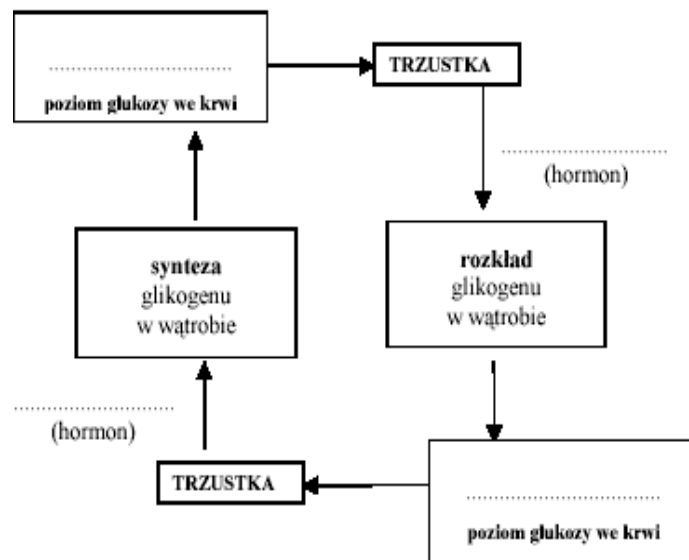 ........................................
poziom glukozy we krwi
TRZUSTKA
........................................
(hormon)
synteza
glikogenu
w wątrobie
rozkład
glikogenu
w wątrobie
........................................
(hormon)
TRZUSTKA
........................................
poziom glukozy we krwi